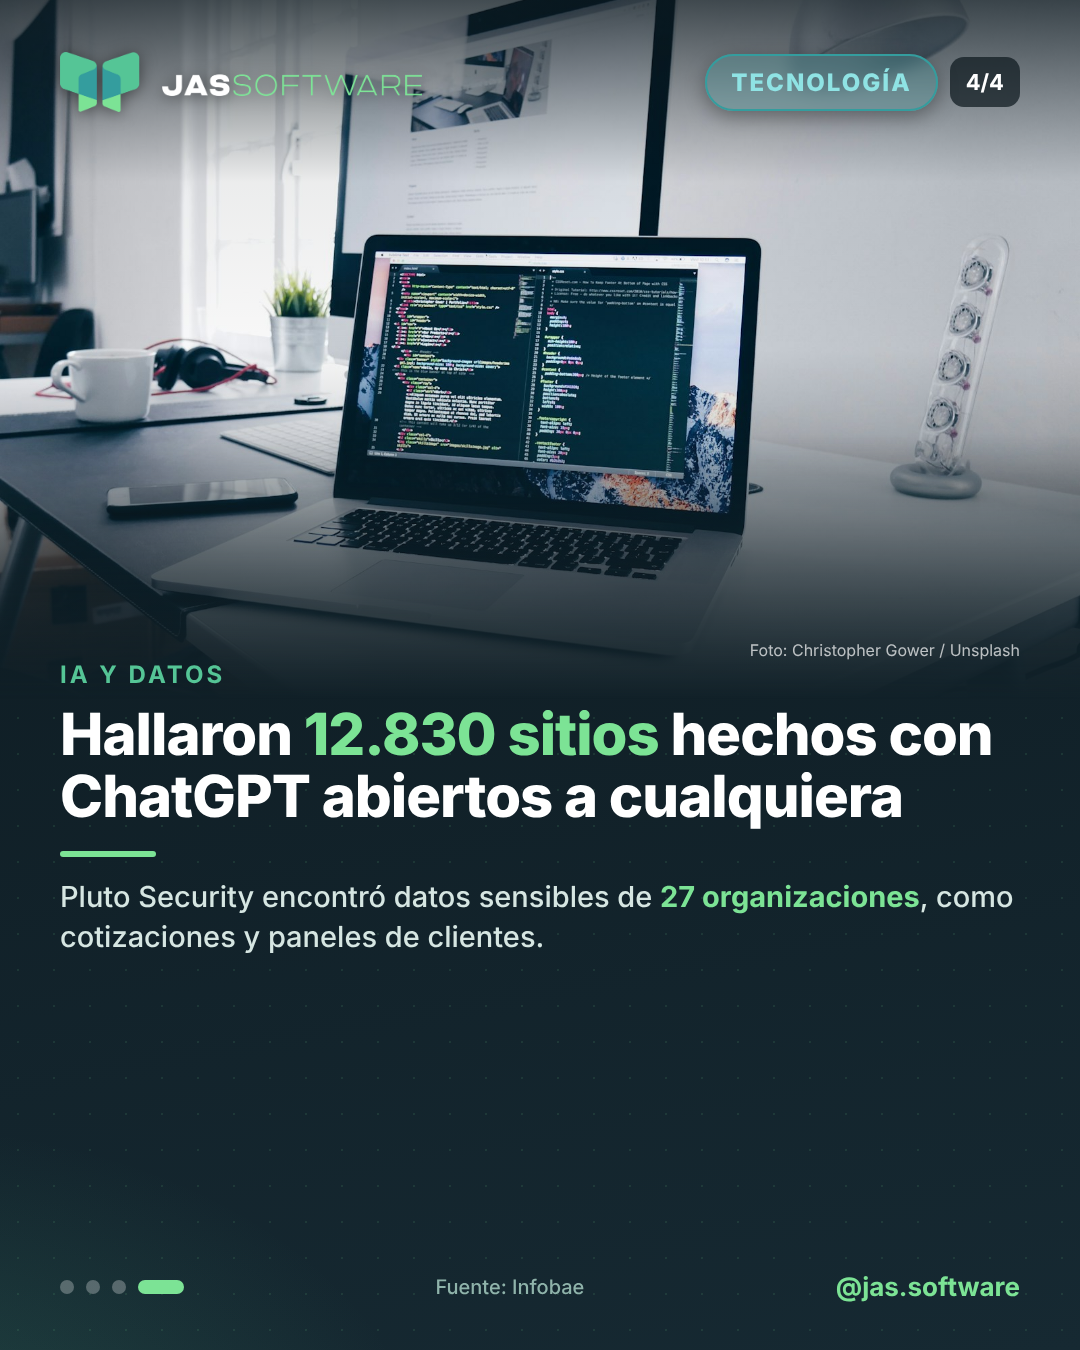 JASSOFTWARE
TECNOLOGÍA
4/4
Foto: Christopher Gower / Unsplash
IA Y DATOS
Hallaron 12.830 sitios hechos con
ChatGPT abiertos a cualquiera
Pluto Security encontró datos sensibles de 27 organizaciones, como
cotizaciones y paneles de clientes.
Fuente: Infobae
@jas.software